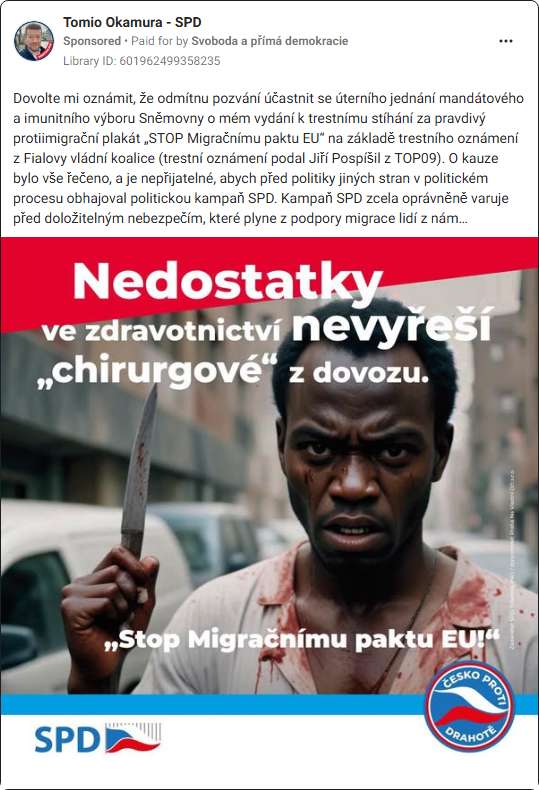 Tomio Okamura - SPD
Sponsored • Paid for by Svoboda a přímá demokracie
Library ID: 601962499358235
Dovolte mi oznámit, že odmítnu pozvání účastnit se úterního jednání mandátového
a imunitního výboru Sněmovny o mém vydání k trestnímu stíhání za pravdivý
protiimigrační plakát „STOP Migračnímu paktu EU“ na základě trestního oznámení
z Fialovy vládní koalice (trestní oznámení podal Jiří Pospíšil z TOP09). O kauze
bylo vše řečeno, a je nepřijatelné, abych před politiky jiných stran v politickém
procesu obhajoval politickou kampaň SPD. Kampaň SPD zcela oprávněně varuje
před doložitelným nebezpečím, které plyne z podpory migrace lidí z nám…
Nedostatky
ve zdravotnictví nevyřeší
„chirurgové“ z dovozu.
„Stop Migračnímu paktu EU!“
SPD
ČESKO PROTI
DRAHOTĚ